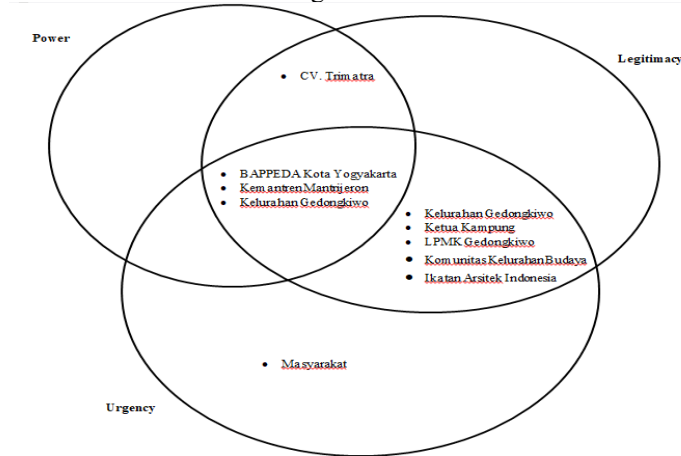 Power
Legitimacy
• CV. Trimatra
• BAPPEDA Kota Yogyakarta
• Kemantren Mantrijeron
• Kelurahan Gedongkiwo
• Kelurahan Gedongkiwo
• Ketua Kampung
• LPMK Gedongkiwo
• Komunitas Kelurahan Budaya
• Ikatan Arsitek Indonesia
• Masyarakat
Urgency